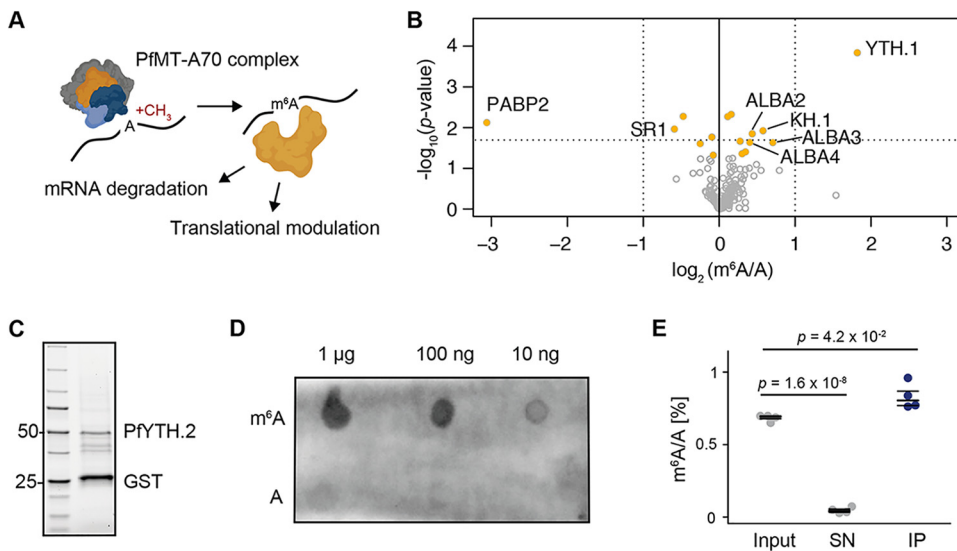 A
PfMT-A70 complex
+CH₃
A
m⁶A
mRNA degradation
Translational modulation
B
-log₁₀(p-value)
4
3
2
1
0
−3
−2
−1
0
1
2
3
log₂ (m⁶A/A)
YTH.1
PABP2
ALBA2
KH.1
SR1
ALBA3
ALBA4
C
50
25
PfYTH.2
GST
D
1 µg 100 ng 10 ng
m⁶A
A
E
p = 4.2 x 10⁻²
p = 1.6 x 10⁻⁸
m⁶A/A [%]
1
0.5
0
Input SN IP